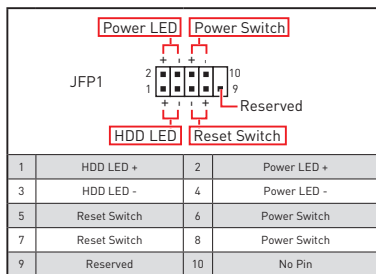 Power LED Power Switch
+ - + -
JFP1
2 10
1 9
Reserved
+ - - +
HDD LED Reset Switch
1 HDD LED + 2 Power LED +
3 HDD LED - 4 Power LED -
5 Reset Switch 6 Power Switch
7 Reset Switch 8 Power Switch
9 Reserved 10 No Pin